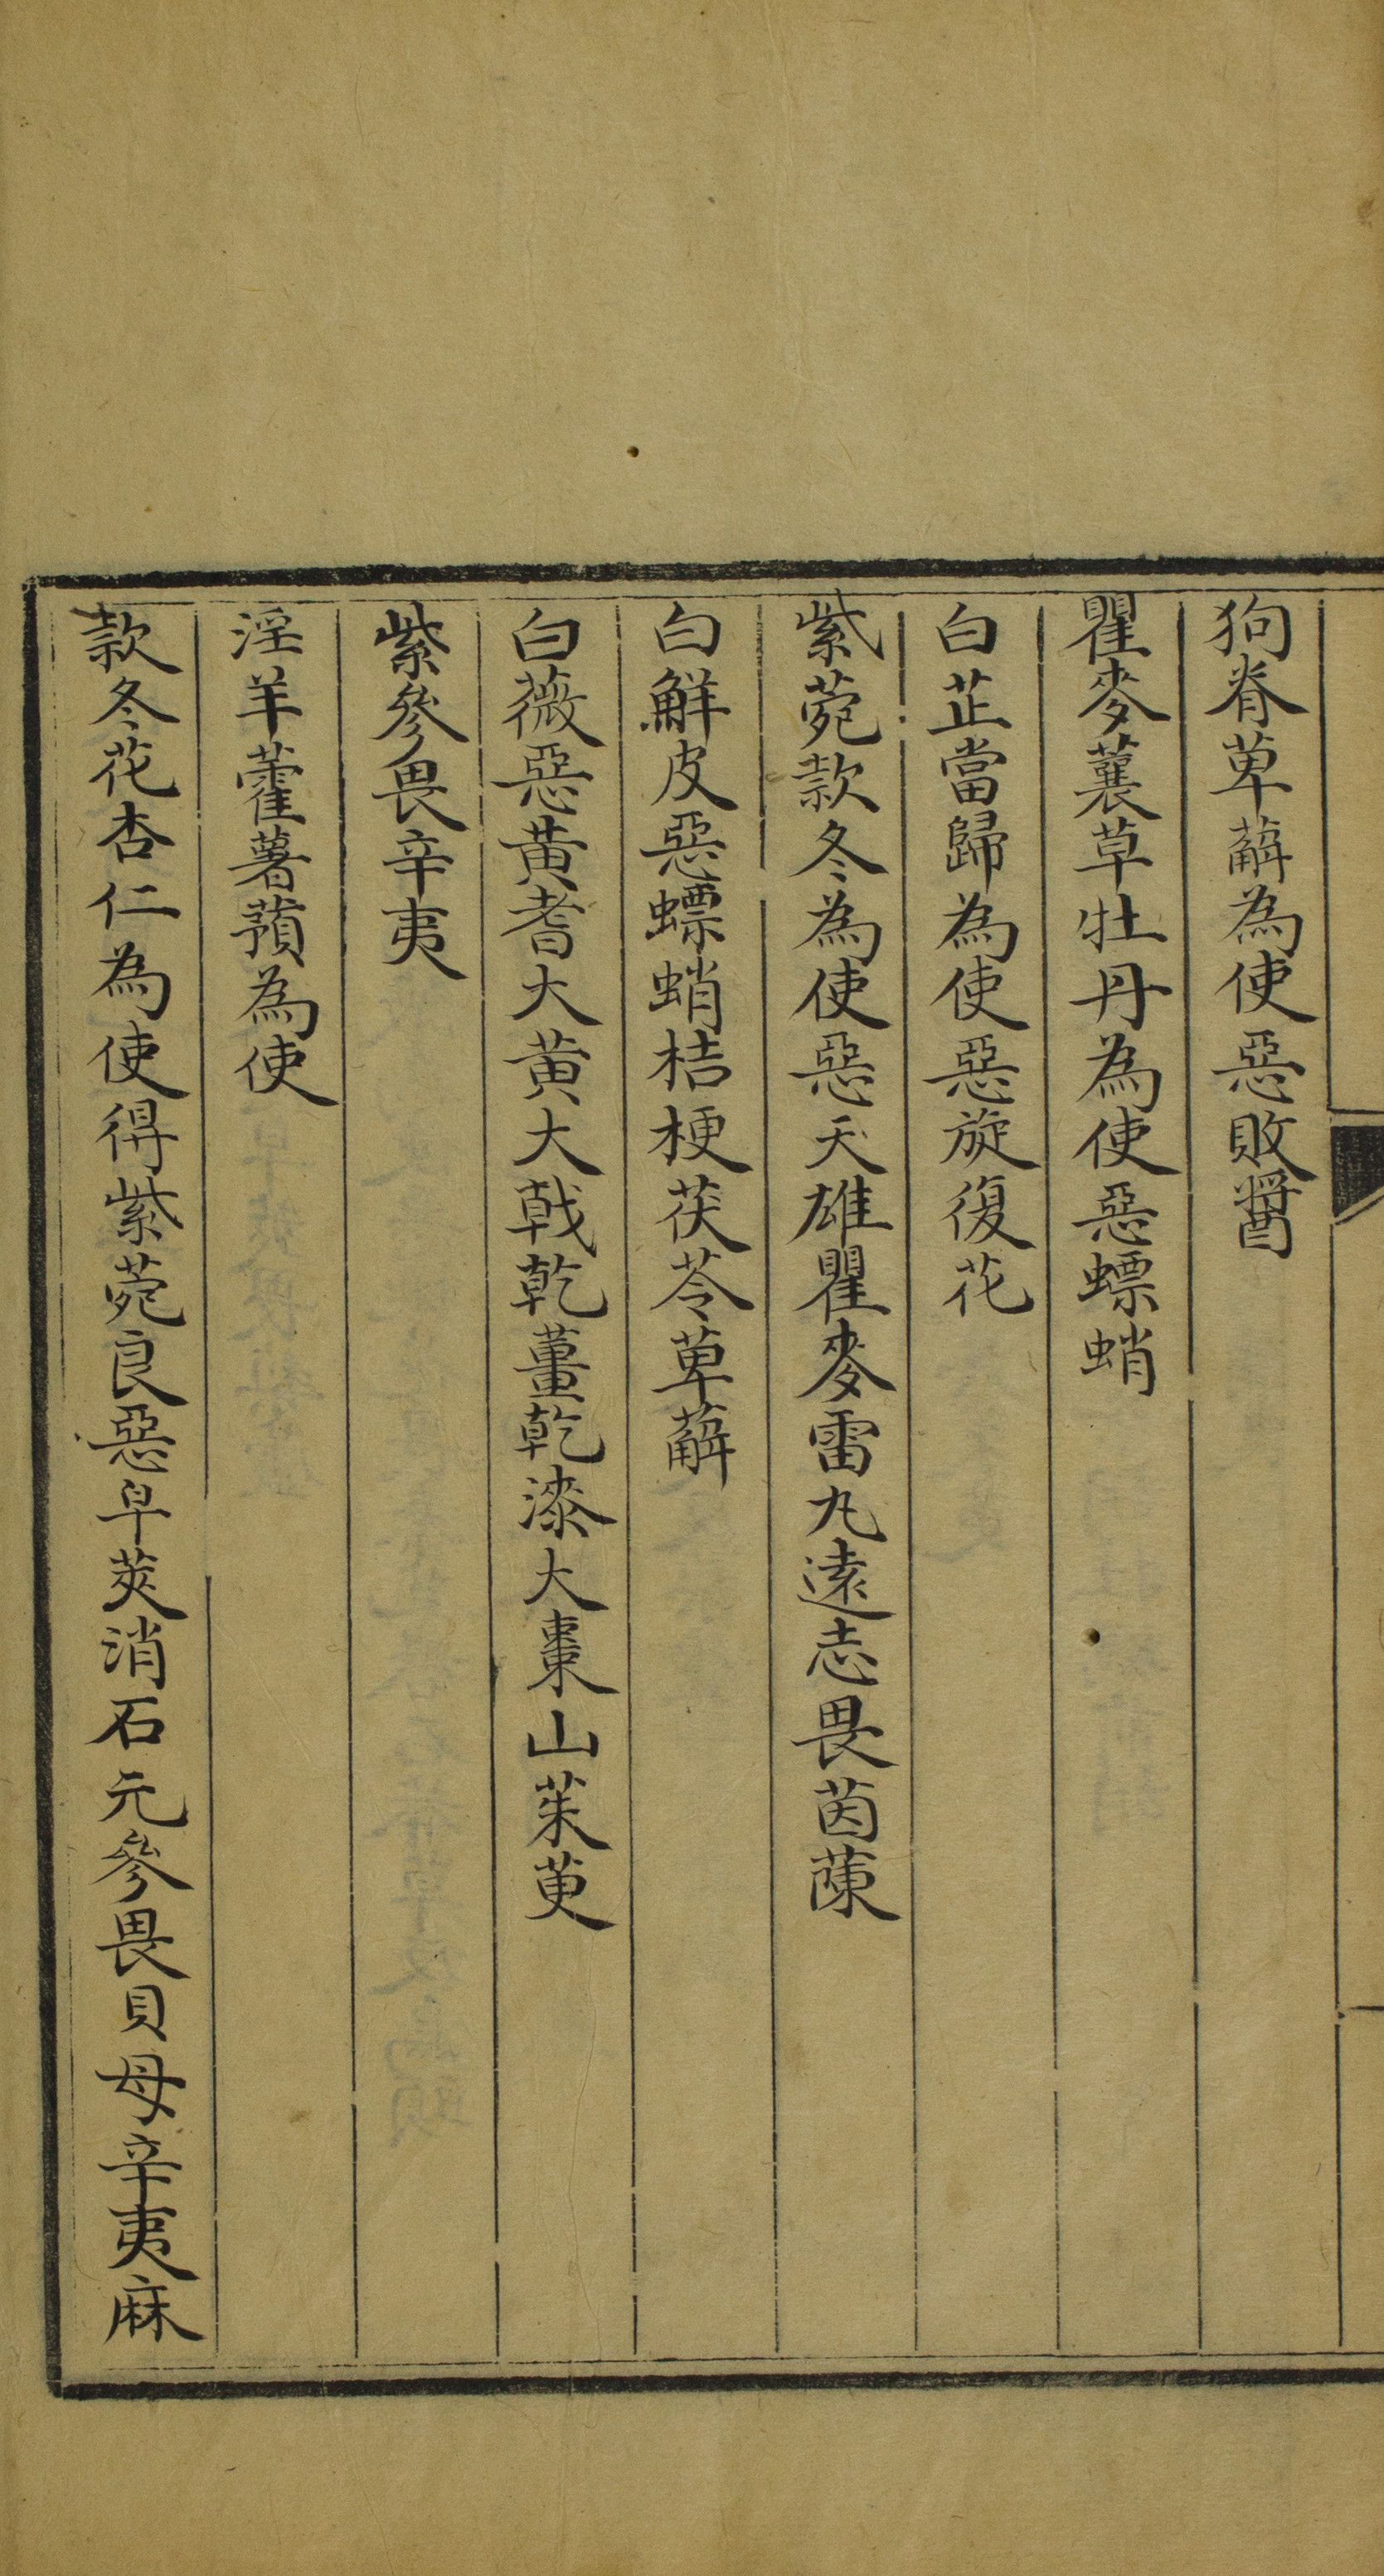 狗脊萆薢為使惡敗醬
瞿麥蘘草牡丹為使惡螵蛸
白芷當歸為使惡旋復花
紫菀款冬為使惡天雄瞿麥雷丸遠志畏茵蔯
白鮮皮惡螵蛸桔梗茯苓萆薢
白薇惡黃耆大黃大戟乾薑乾漆大棗山茱萸
紫參畏辛夷
淫羊藿薯蕷為使
款冬花杏仁為使得紫菀良惡皁莢消石元參畏貝母辛夷麻